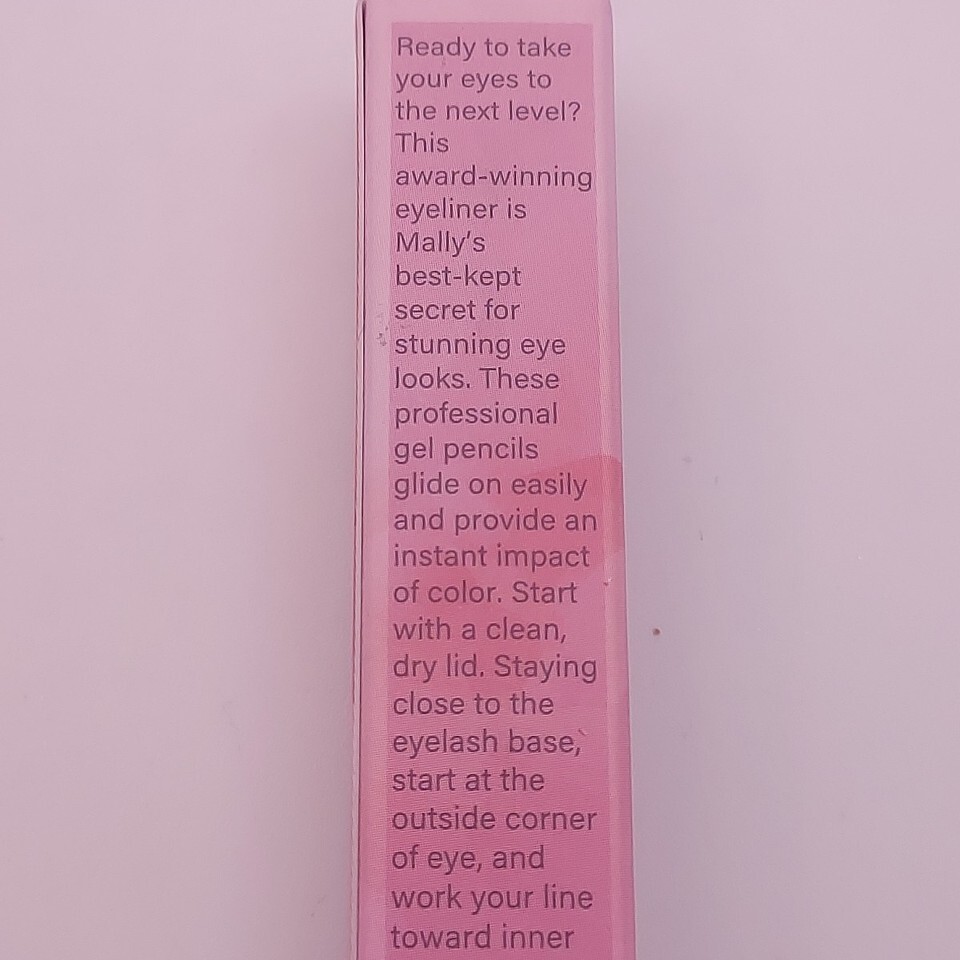 Ready to take
your eyes to
the next level?
This
award-winning
eyeliner is
Mally's
best-kept
secret for
stunning eye
looks. These
professional
gel pencils
glide on easily
and provide an
instant impact
of color. Start
with a clean,
dry lid. Staying
close to the
eyelash base,
start at the
outside corner
of eye, and
work your line
toward inner